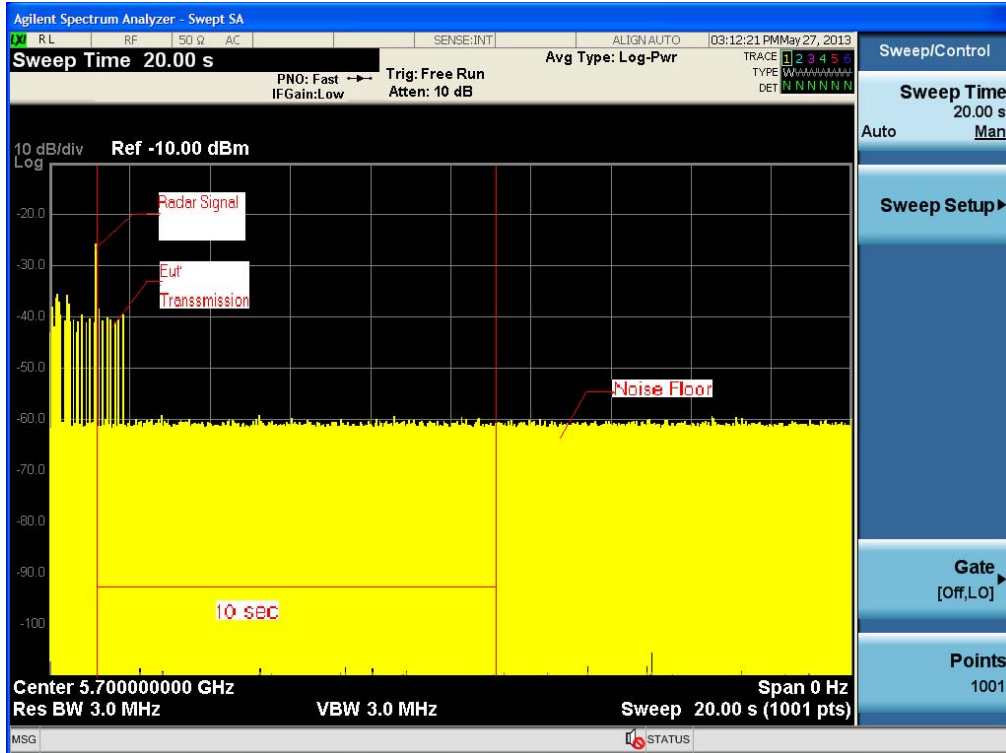 Agilent Spectrum Analyzer - Swept SA
LXI RL RF 50 Ω AC SENSE:INT ALIGN AUTO 03:12:21 PM May 27, 2013
Sweep Time 20.00 s
PNO: Fast
IFGain:Low
Trig: Free Run
Atten: 10 dB
Avg Type: Log-Pwr
TRACE 1 2 3 4 5 6
TYPE
DET N N N N N N
10 dB/div Ref -10.00 dBm
Log
-20.0
-30.0
-40.0
-50.0
-60.0
-70.0
-80.0
-90.0
-100
Radar Signal
Eut'
Transsmission
Noise Floor
10 sec
Center 5.700000000 GHz Span 0 Hz
Res BW 3.0 MHz VBW 3.0 MHz Sweep 20.00 s (1001 pts)
MSG STATUS
Sweep/Control
Sweep Time
20.00 s
Auto Man
Sweep Setup
Gate
[Off,LO]
Points
1001